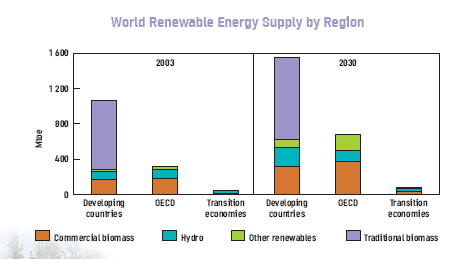 World Renewable Energy Supply by Region
2003
2030
1 600
1 200
800
400
0
Mtoe
Developing countries
OECD
Transition economies
Developing countries
OECD
Transition economies
Commercial biomass
Hydro
Other renewables
Traditional biomass